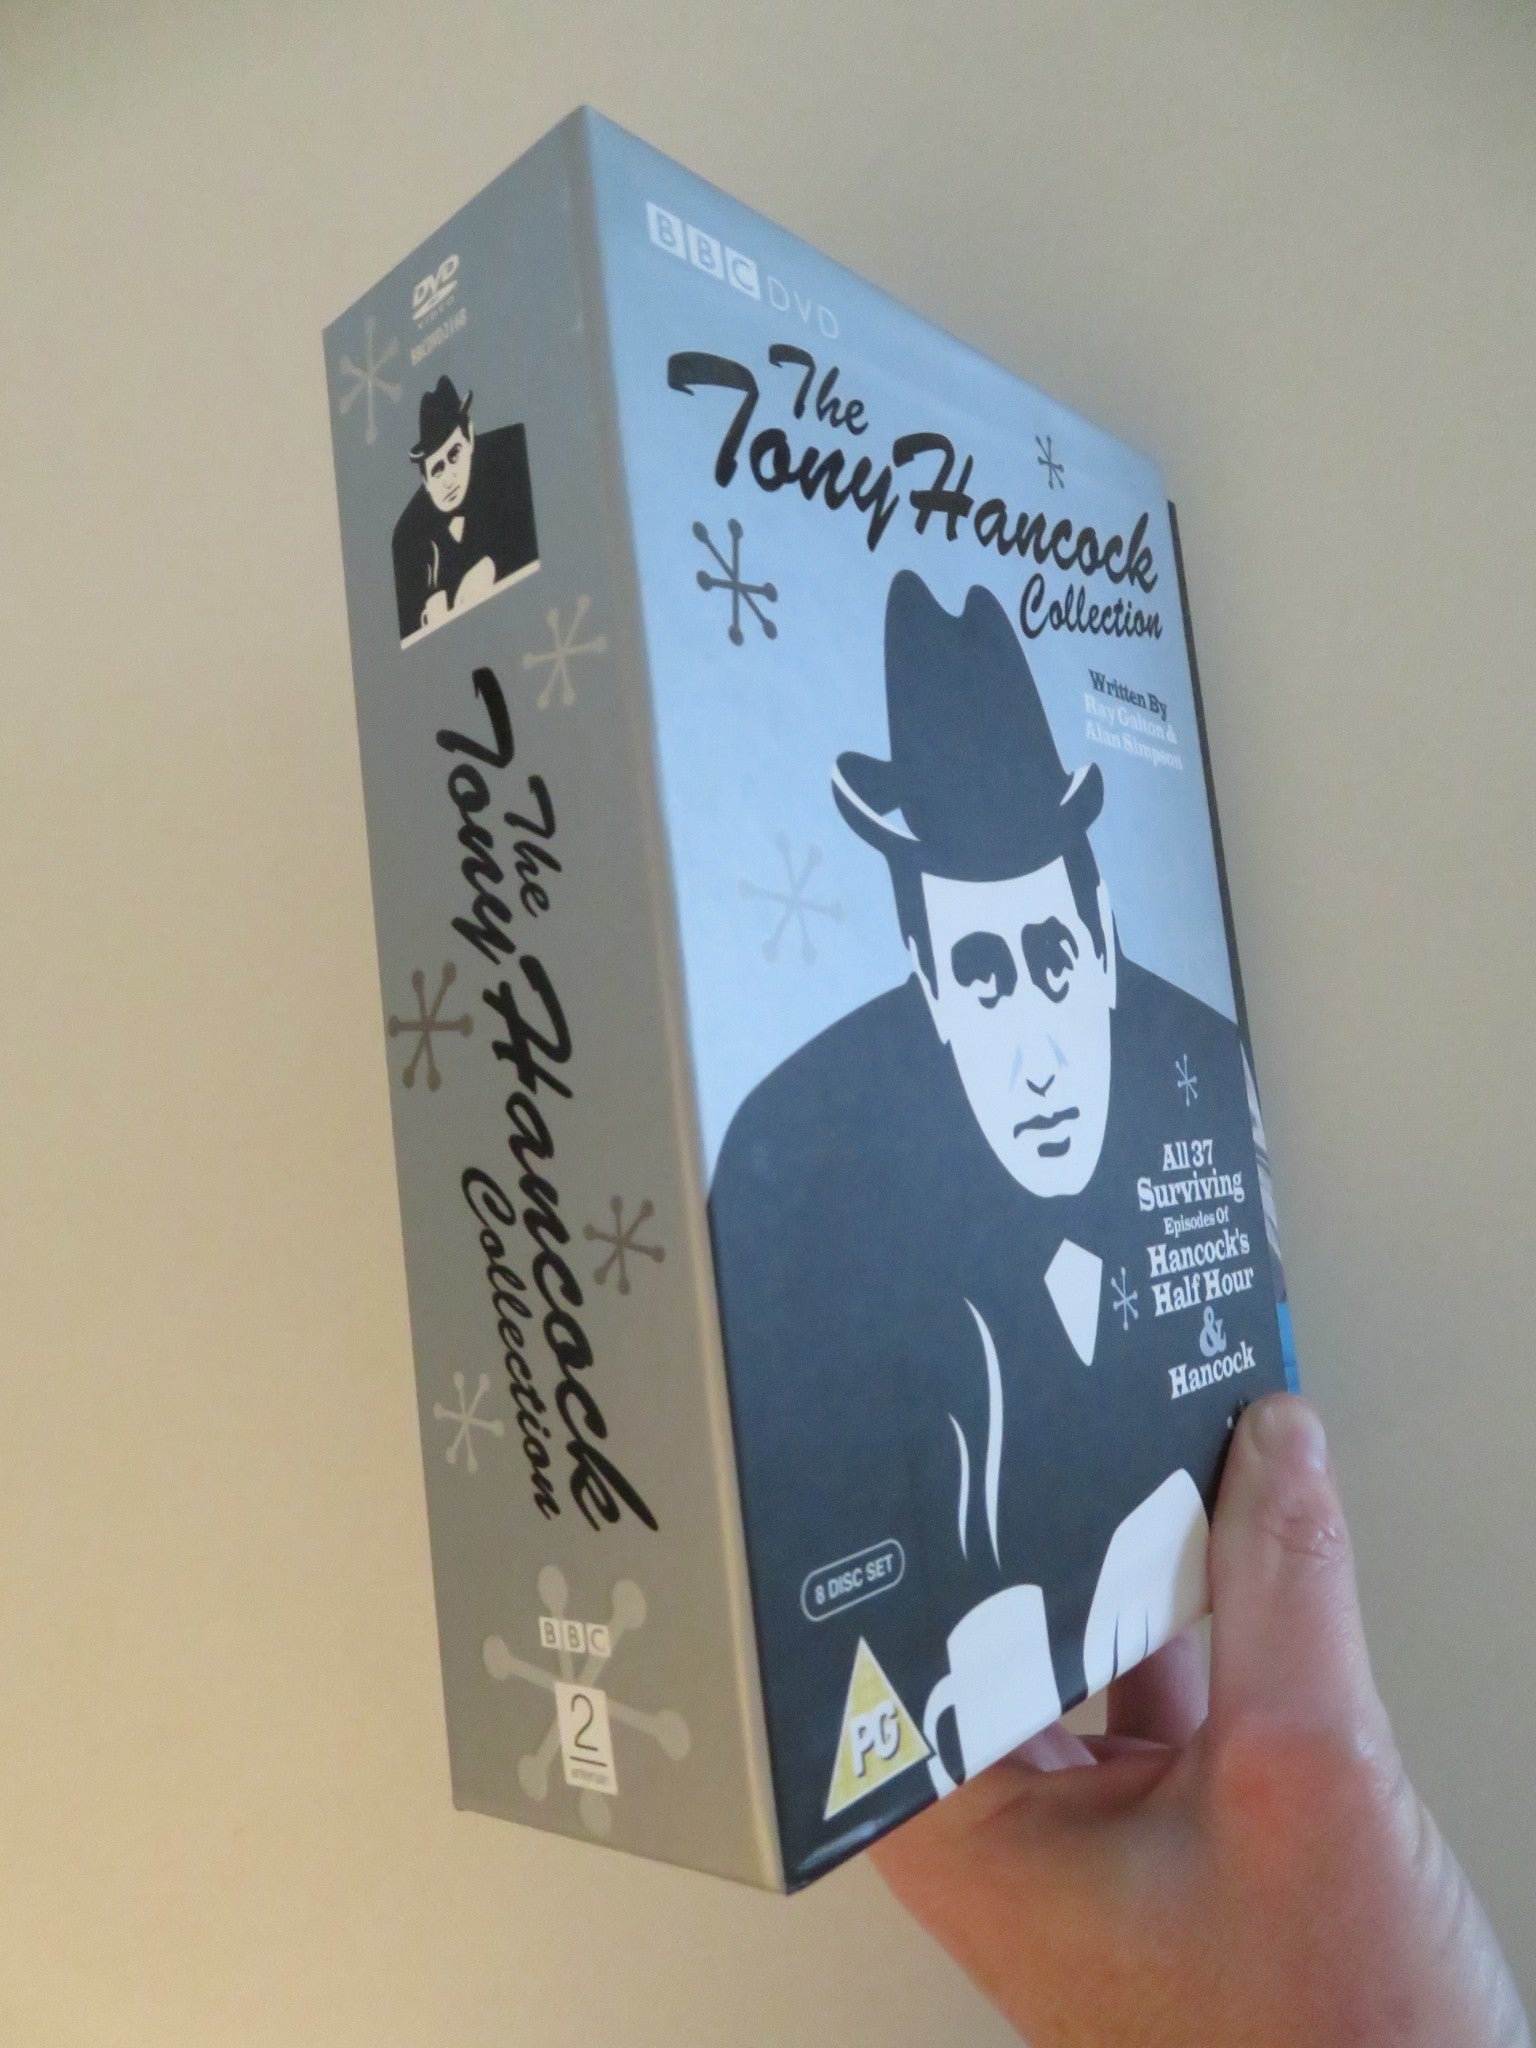 DVD
VIDEO
The
Tony Hancock
Collection
BBC
2
BBC DVD
The
Tony Hancock
Collection
Written By
Ray Galton &
Alan Simpson
All 37
Surviving
Episodes Of
Hancock's
Half Hour
&
Hancock
8 DISC SET
PG